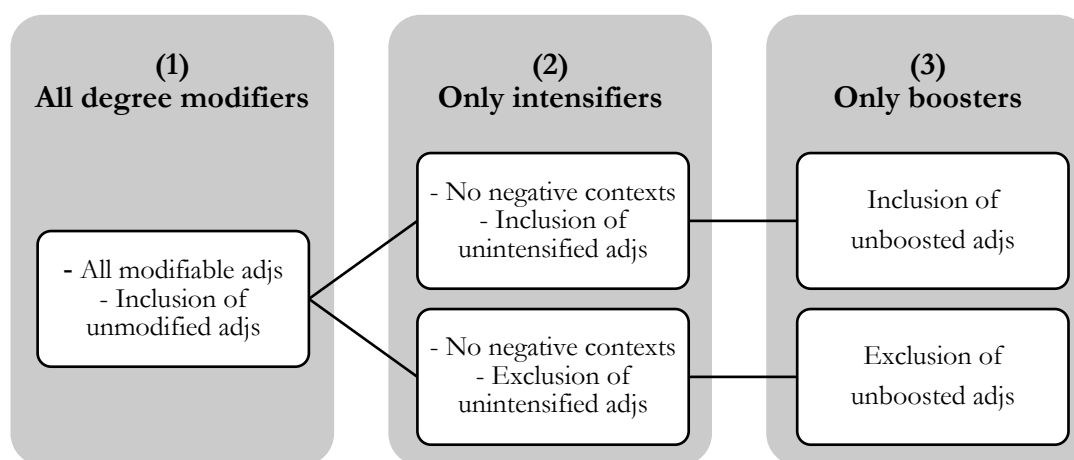 (1)
All degree modifiers
- All modifiable adjs
- Inclusion of
unmodified adjs
(2)
Only intensifiers
- No negative contexts
- Inclusion of
unintensified adjs
- No negative contexts
- Exclusion of
unintensified adjs
(3)
Only boosters
Inclusion of
unboosted adjs
Exclusion of
unboosted adjs